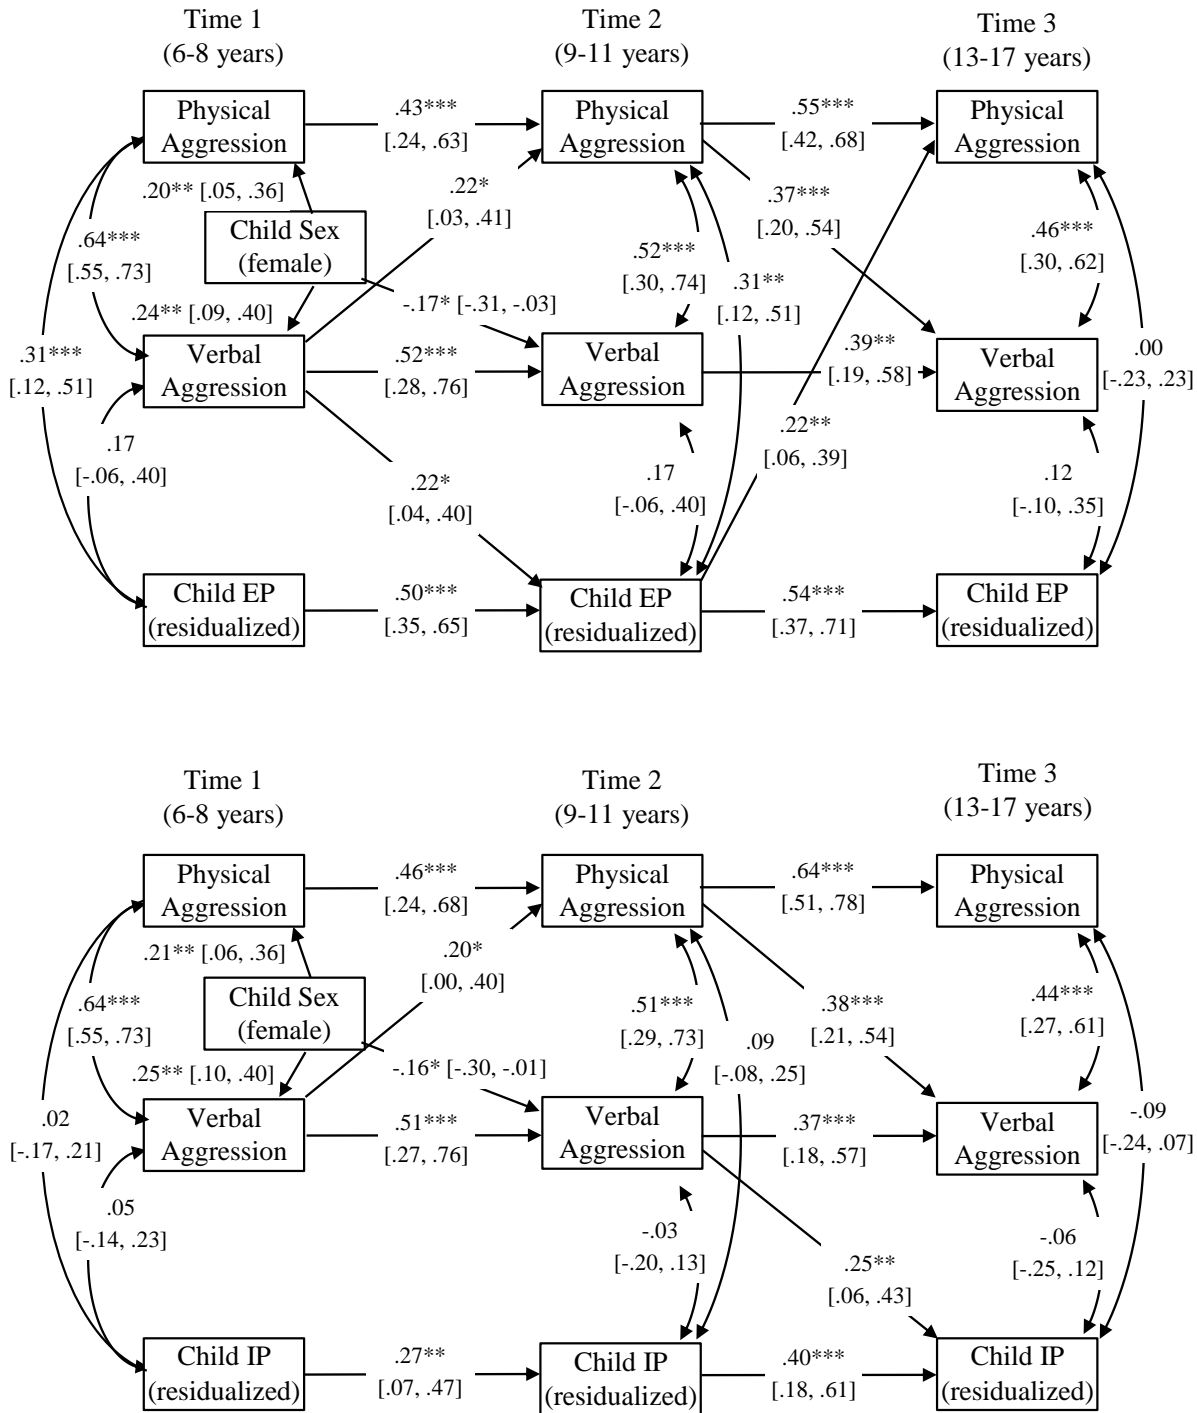 Time 1
(6-8 years)
Time 2
(9-11 years)
Time 3
(13-17 years)
Physical
Aggression
.43***
[.24, .63]
Physical
Aggression
.55***
[.42, .68]
Physical
Aggression
.20** [.05, .36]
.22*
[.03, .41]
.37***
[.20, .54]
Child Sex
(female)
.64***
[.55, .73]
.52***
[.30, .74]
.31**
[.12, .51]
.46***
[.30, .62]
.24** [.09, .40]
-.17* [-.31, -.03]
.31***
[.12, .51]
Verbal
Aggression
.52***
[.28, .76]
Verbal
Aggression
.39**
[.19, .58]
Verbal
Aggression
.00
[-.23, .23]
.17
[-.06, .40]
.22*
[.04, .40]
.17
[-.06, .40]
.22**
[.06, .39]
.12
[-.10, .35]
Child EP
(residualized)
.50***
[.35, .65]
Child EP
(residualized)
.54***
[.37, .71]
Child EP
(residualized)
Time 1
(6-8 years)
Time 2
(9-11 years)
Time 3
(13-17 years)
Physical
Aggression
.46***
[.24, .68]
Physical
Aggression
.64***
[.51, .78]
Physical
Aggression
.21** [.06, .36]
.20*
[.00, .40]
Child Sex
(female)
.64***
[.55, .73]
.51***
[.29, .73]
.09
[-.08, .25]
.38***
[.21, .54]
.44***
[.27, .61]
.25** [.10, .40]
-.16* [-.30, -.01]
.02
[-.17, .21]
Verbal
Aggression
.51***
[.27, .76]
Verbal
Aggression
.37***
[.18, .57]
Verbal
Aggression
-.09
[-.24, .07]
.05
[-.14, .23]
-.03
[-.20, .13]
.25**
[.06, .43]
-.06
[-.25, .12]
Child IP
(residualized)
.27**
[.07, .47]
Child IP
(residualized)
.40***
[.18, .61]
Child IP
(residualized)